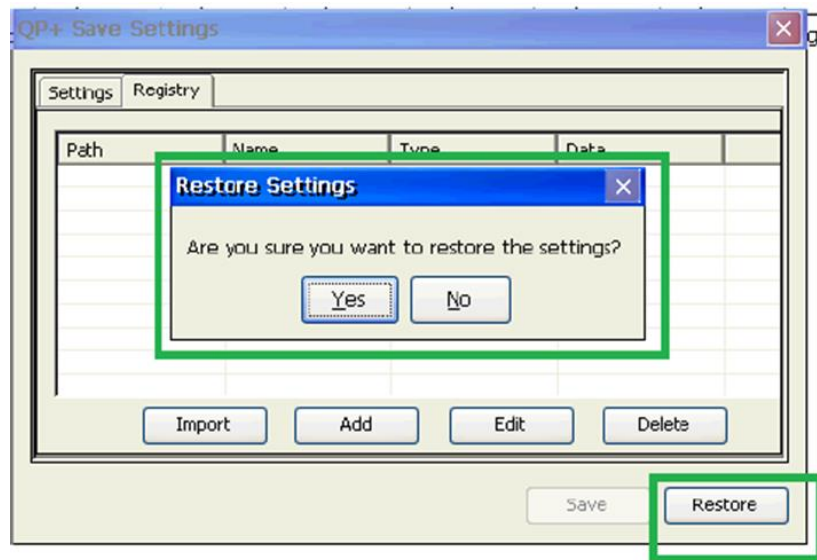 QP+ Save Settings
Settings Registry
Path Name Type Data
Restore Settings
Are you sure you want to restore the settings?
Yes No
Import Add Edit Delete
Save Restore